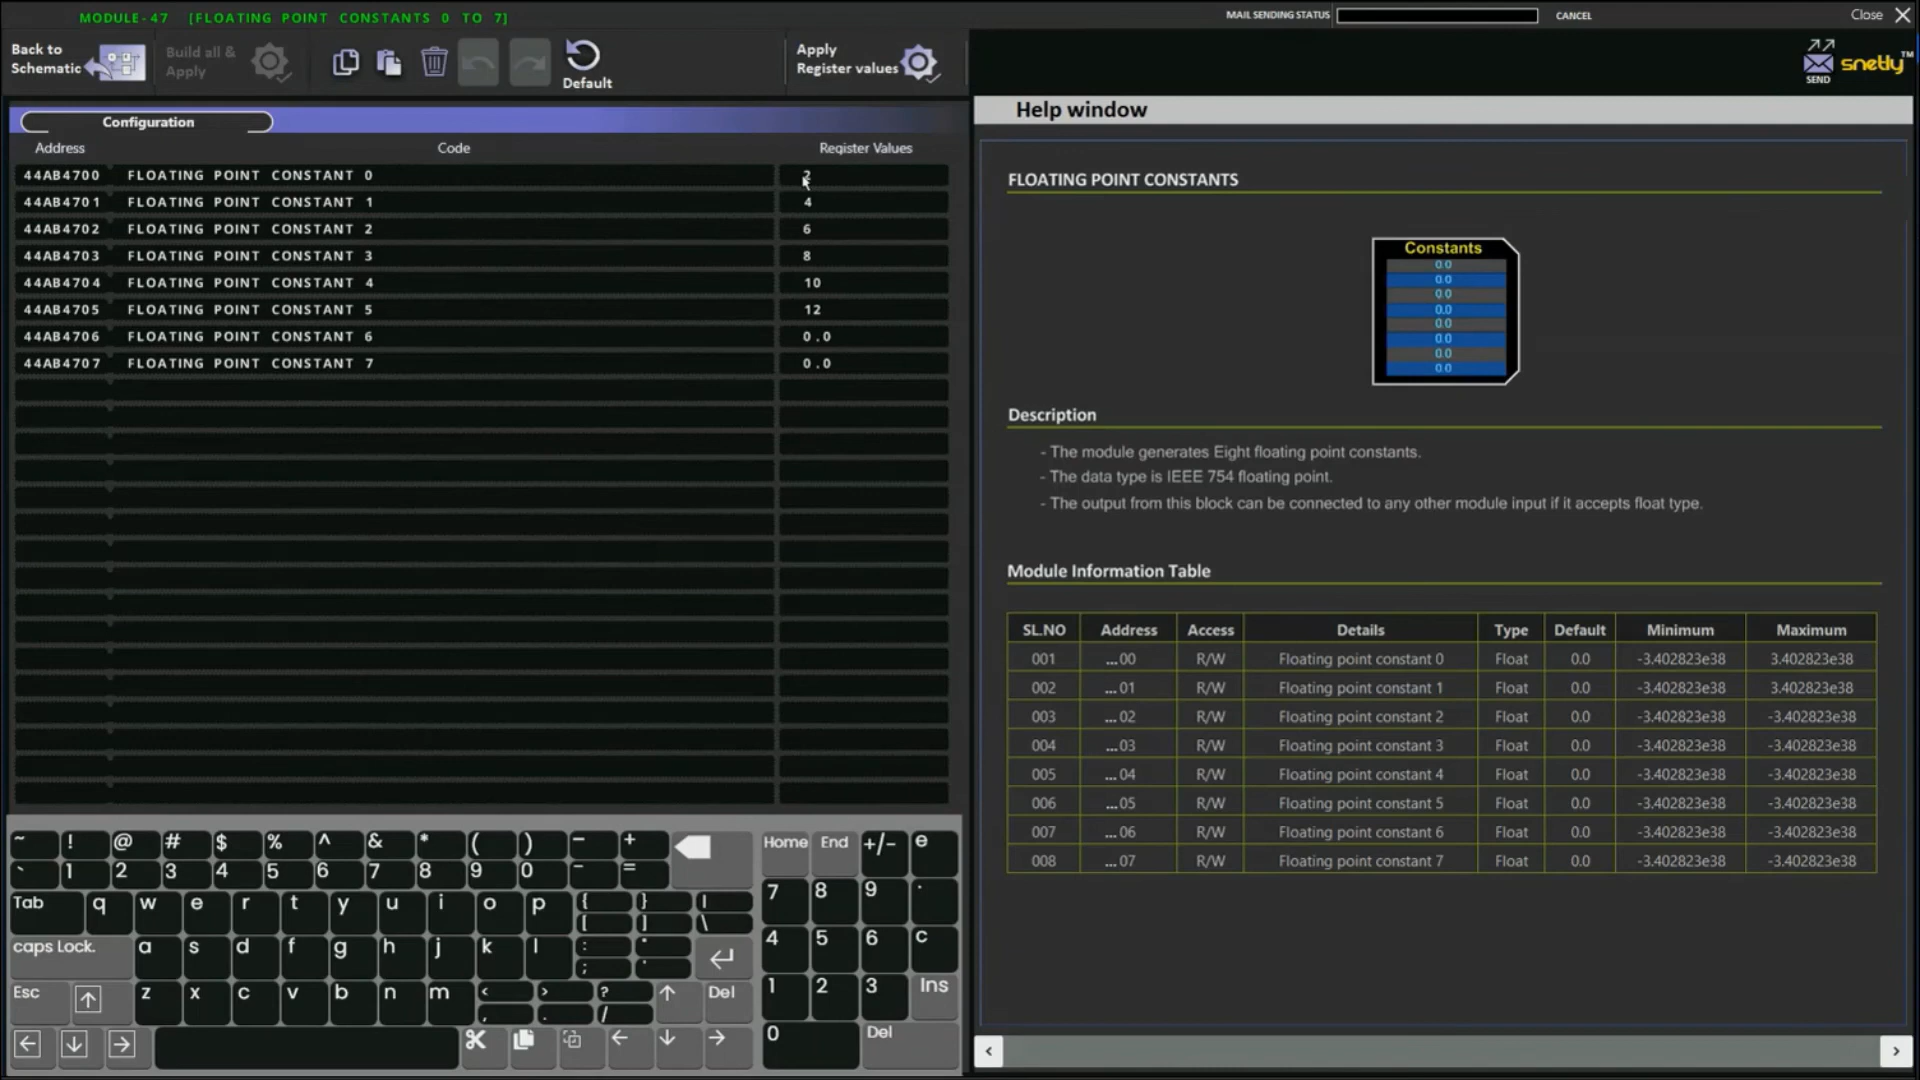 MODULE-47 [FLOATING POINT CONSTANTS 0 TO 7]
MAIL SENDING STATUS CANCEL Close
Back to
Schematic
Build all &
Apply
Default
Apply
Register values
SEND
snetly™
Configuration
Address Code Register Values
44AB4700 FLOATING POINT CONSTANT 0 2
44AB4701 FLOATING POINT CONSTANT 1 4
44AB4702 FLOATING POINT CONSTANT 2 6
44AB4703 FLOATING POINT CONSTANT 3 8
44AB4704 FLOATING POINT CONSTANT 4 10
44AB4705 FLOATING POINT CONSTANT 5 12
44AB4706 FLOATING POINT CONSTANT 6 0.0
44AB4707 FLOATING POINT CONSTANT 7 0.0
~ ! @ # $ % ^ & * ( ) − + Home End +/− e
` 1 2 3 4 5 6 7 8 9 0 - =
7 8 9 .
Tab q w e r t y u i o p { } |
[ ] \
4 5 6 c
caps Lock. a s d f g h j k l : "
; '
1 2 3 Ins
Esc z x c v b n m < > ? Del
, . /
0 Del
Help window
FLOATING POINT CONSTANTS
Constants
0.0
0.0
0.0
0.0
0.0
0.0
0.0
0.0
Description
- The module generates Eight floating point constants.
- The data type is IEEE 754 floating point.
- The output from this block can be connected to any other module input if it accepts float type.
Module Information Table
SL.NO Address Access Details Type Default Minimum Maximum
001 ...00 R/W Floating point constant 0 Float 0.0 -3.402823e38 3.402823e38
002 ...01 R/W Floating point constant 1 Float 0.0 -3.402823e38 3.402823e38
003 ...02 R/W Floating point constant 2 Float 0.0 -3.402823e38 -3.402823e38
004 ...03 R/W Floating point constant 3 Float 0.0 -3.402823e38 -3.402823e38
005 ...04 R/W Floating point constant 4 Float 0.0 -3.402823e38 -3.402823e38
006 ...05 R/W Floating point constant 5 Float 0.0 -3.402823e38 -3.402823e38
007 ...06 R/W Floating point constant 6 Float 0.0 -3.402823e38 -3.402823e38
008 ...07 R/W Floating point constant 7 Float 0.0 -3.402823e38 -3.402823e38